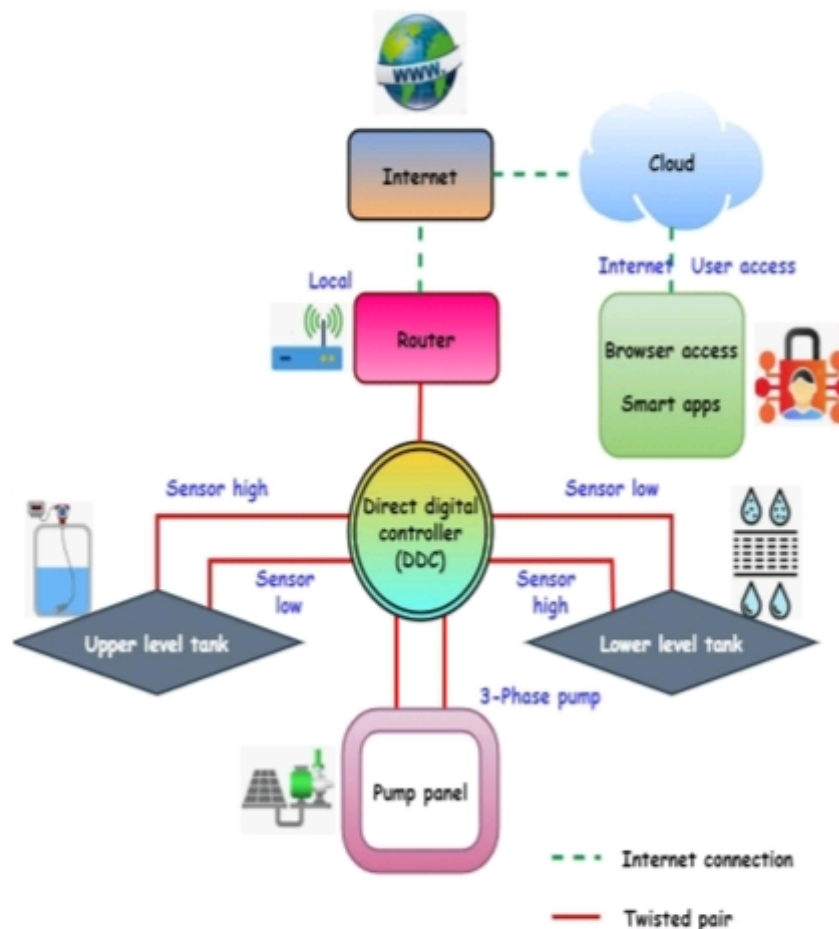 WWW.
Internet
Cloud
Local
Internet User access
Router
Browser access
Smart apps
Sensor high
Sensor low
Direct digital
controller
(DDC)
Sensor
low
Sensor
high
Upper level tank
Lower level tank
3-Phase pump
Pump panel
Internet connection
Twisted pair